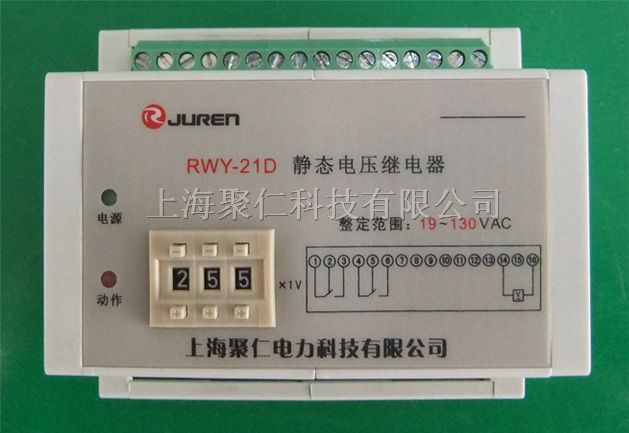 JUREN
RWY-21D 静态电压继电器
上海聚仁科技有限公司
电源
整定范围:19~130VAC
1 2 3 4 5 6 7 8 9 10 11 12 13 14 15 16
V
动作
2 5 5 ×1V
上海聚仁电力科技有限公司